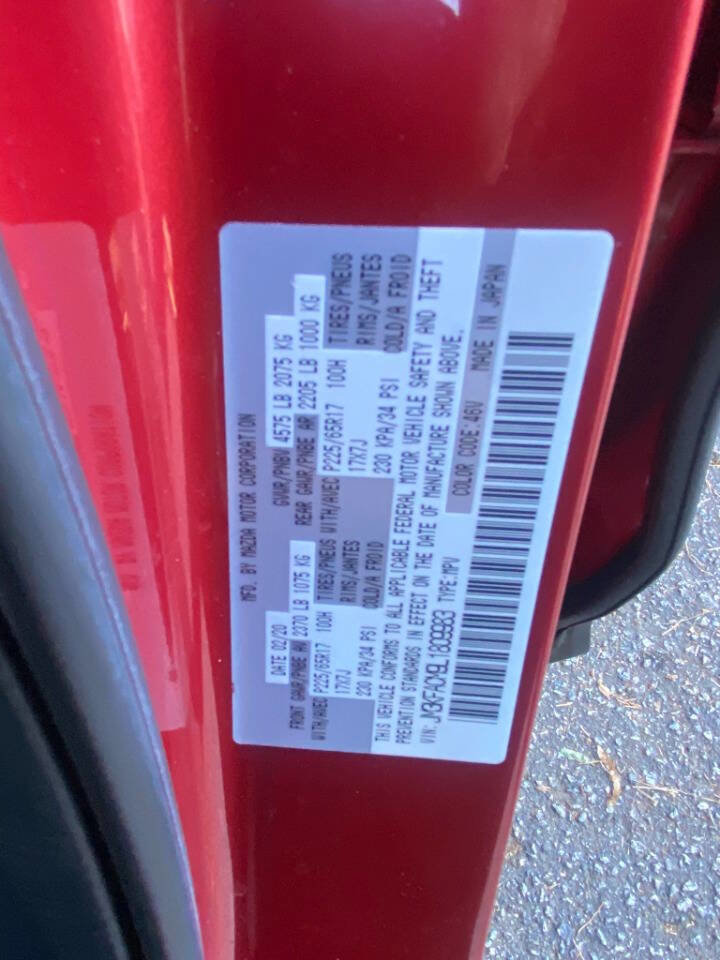 MFD. BY MAZDA MOTOR CORPORATION
DATE 02/20 GVWR/PNBV 4575 LB 2075 KG
FRONT GAWR/PNBE AV 2370 LB 1075 KG REAR GAWR/PNBE AR 2205 LB 1000 KG
WITH/AVEC P225/65R17 100H TIRES/PNEUS WITH/AVEC P225/65R17 100H TIRES/PNEUS
17X7J RIMS/JANTES 17X7J RIMS/JANTES
230 KPA/34 PSI COLD/A FROID 230 KPA/34 PSI COLD/A FROID
THIS VEHICLE CONFORMS TO ALL APPLICABLE FEDERAL MOTOR VEHICLE SAFETY AND THEFT
PREVENTION STANDARDS IN EFFECT ON THE DATE OF MANUFACTURE SHOWN ABOVE.
VIN: JM3KFACM9L1809983 TYPE:MPV COLOR CODE:46V MADE IN JAPAN